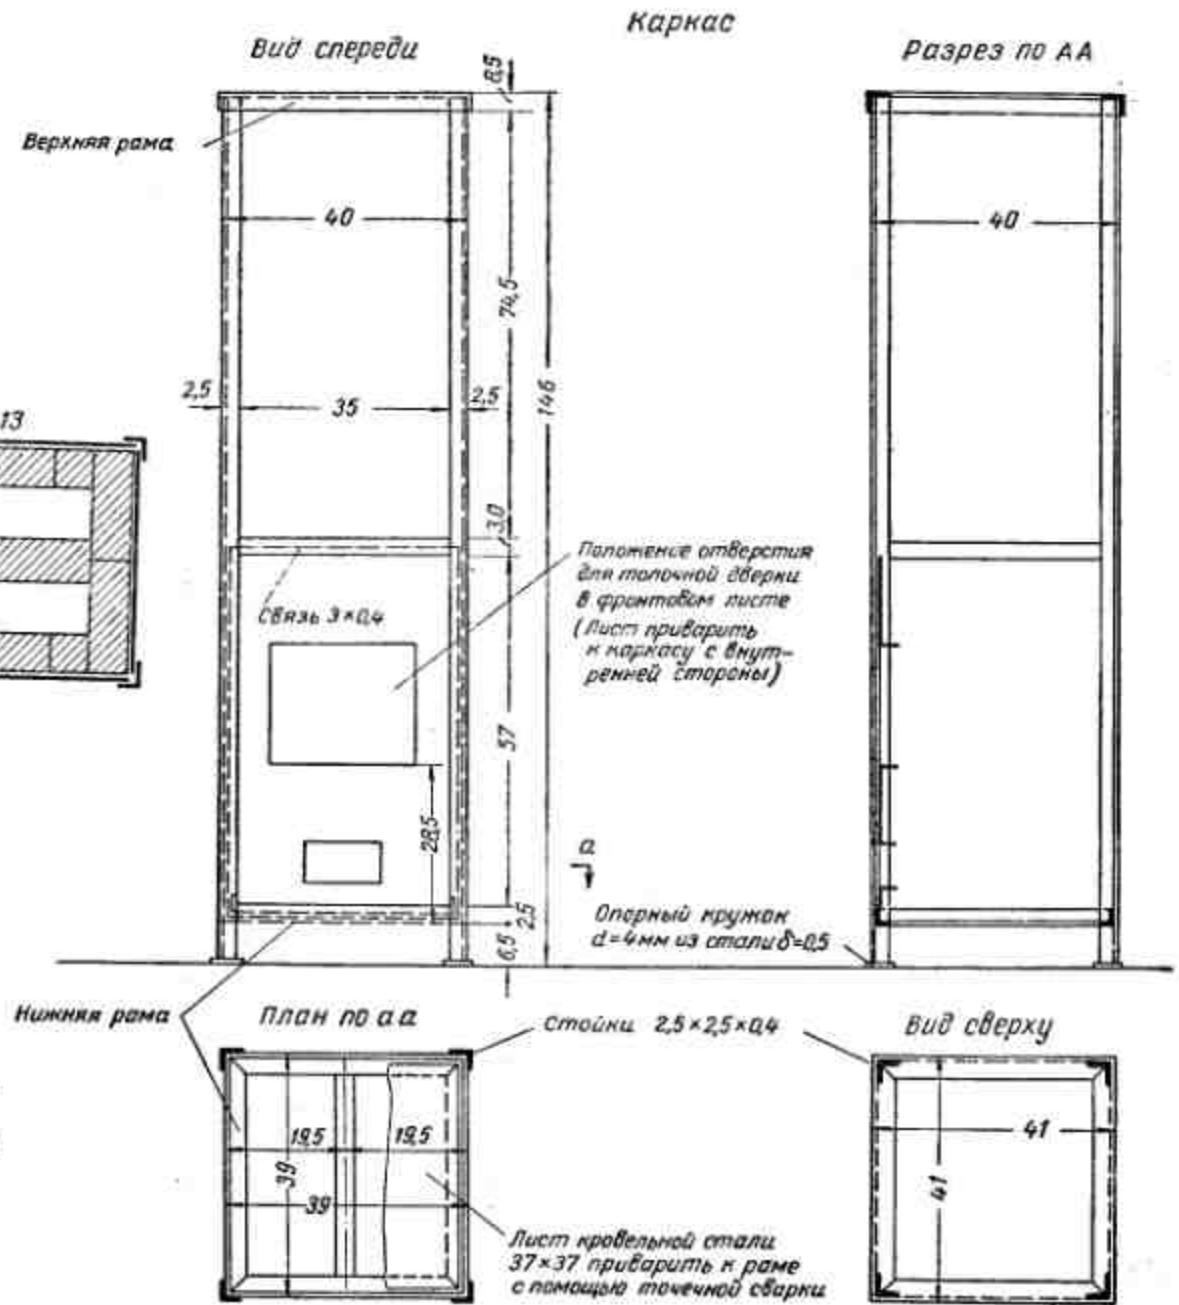 Каркас
Вид спереди
Разрез по АА
8,5
Верхняя рама
40
40
74,5
146
2,5
35
2,5
13
3,0
Положение отверстия
для топочной дверки
в фронтовом листе
(Лист приварить
к каркасу с внут-
ренней стороны)
Связь 3×0,4
57
28,5
а
2,5
6,5
Опорный кружок
d=4мм из стали δ=0,5
Нижняя рама
План по аа
Стойки 2,5×2,5×0,4
Вид сверху
19,5
19,5
39
39
41
41
Лист кровельной стали
37×37 приварить к раме
с помощью точечной сварки